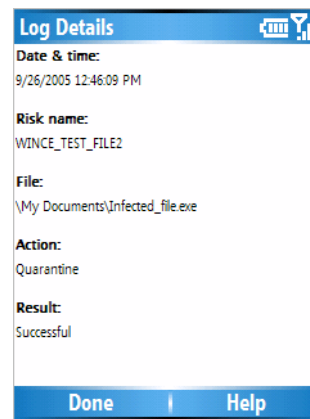 Log Details
Date & time:
9/26/2005 12:46:09 PM
Risk name:
WINCE_TEST_FILE2
File:
\My Documents\Infected_file.exe
Action:
Quarantine
Result:
Successful
Done
Help